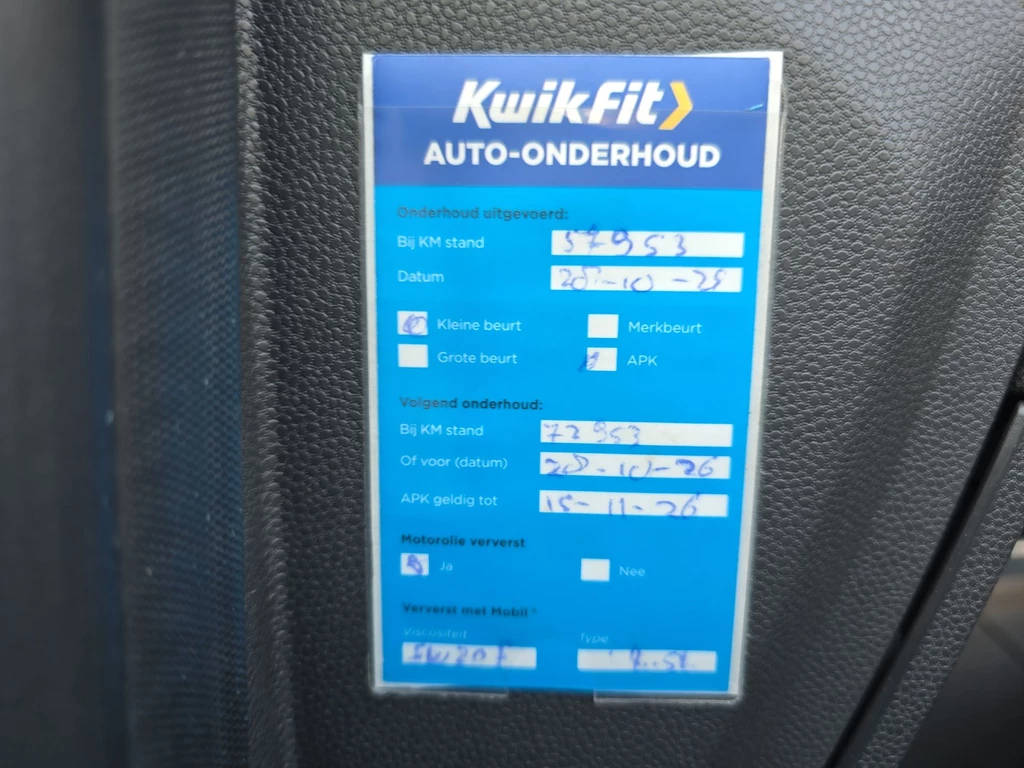 KwikFit
AUTO-ONDERHOUD
Onderhoud uitgevoerd:
Bij KM stand 57953
Datum 28-10-25
Kleine beurt Merkbeurt
Grote beurt APK
Volgend onderhoud:
Bij KM stand 72953
Of voor (datum) 28-10-26
APK geldig tot 15-11-26
Motorolie ververst
Ja Nee
Ververst met Mobil
Viscositeit Type